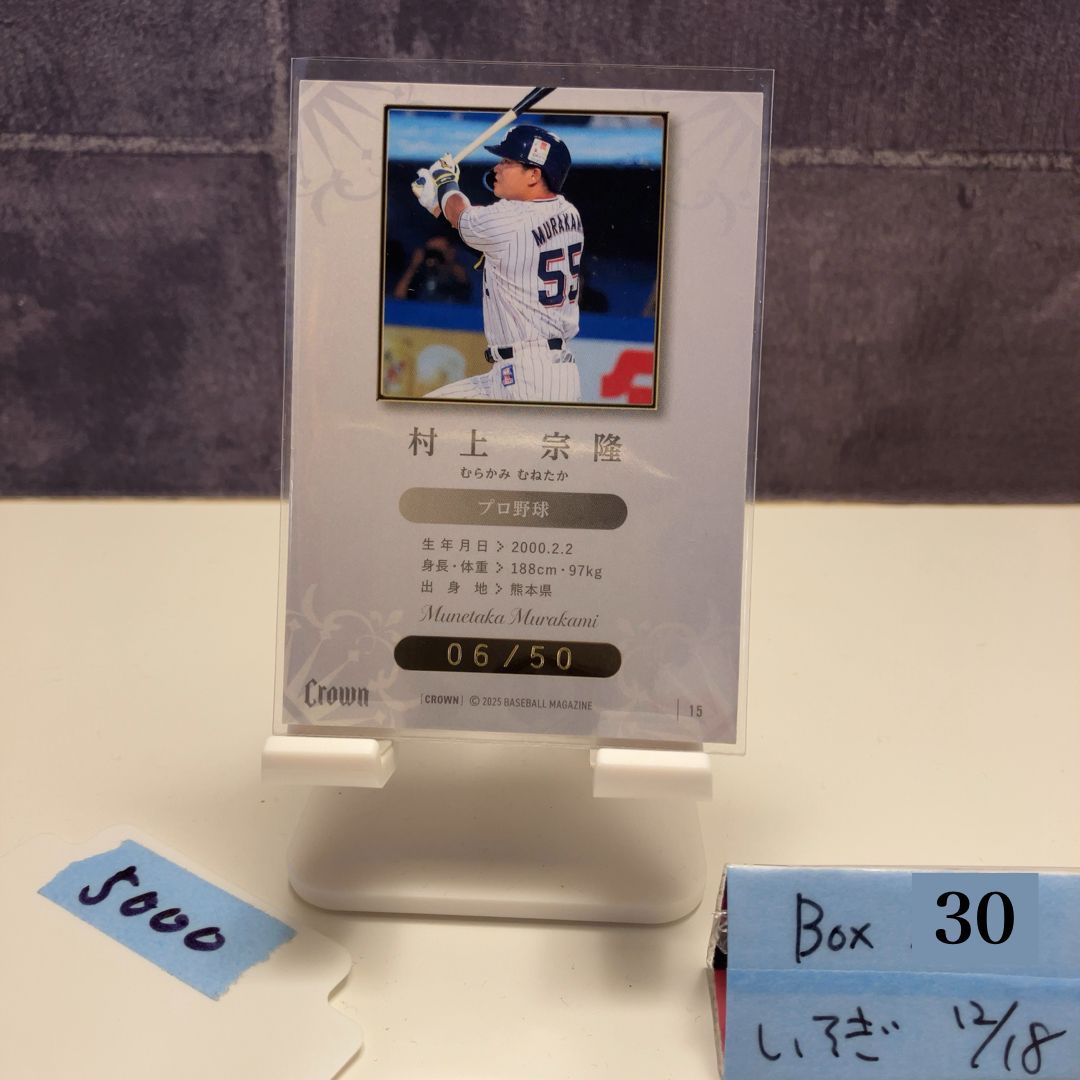 MURAKA
55
村上 宗隆
むらかみ むねたか
プロ野球
生年月日 > 2000.2.2
身長・体重 > 188cm・97kg
出身地 > 熊本県
Munetaka Murakami
06/50
Crown
[CROWN] © 2025 BASEBALL MAGAZINE
15
5000
Box 30
いそぎ 12/18